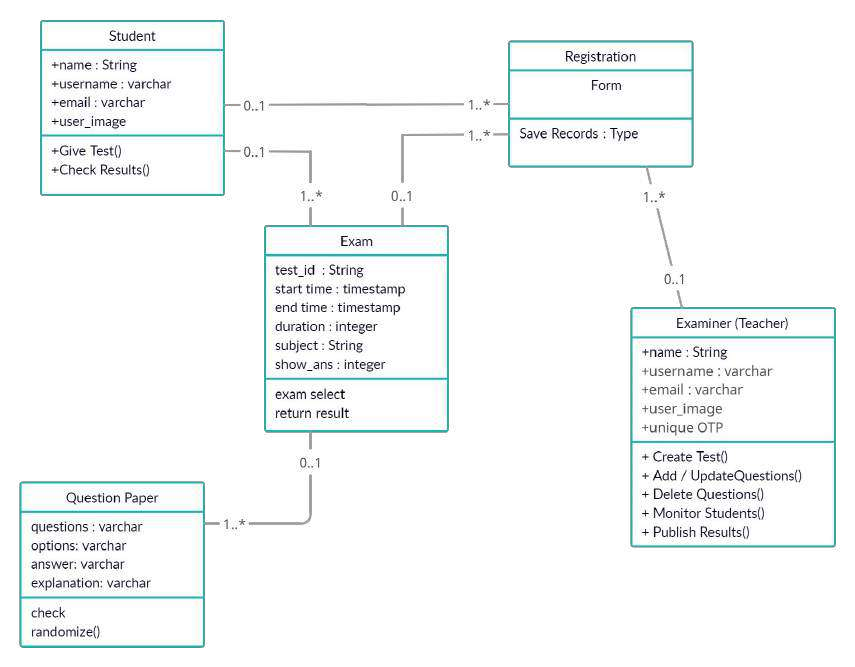 Student
+name : String
+username : varchar
+email : varchar
+user_image
+Give Test()
+Check Results()
Registration
Form
Save Records : Type
0..1
1..*
1..*
0..1
1..*
0..1
1..*
0..1
Exam
test_id : String
start time : timestamp
end time : timestamp
duration : integer
subject : String
show_ans : integer
exam select
return result
Examiner (Teacher)
+name : String
+username : varchar
+email : varchar
+user_image
+unique OTP
+ Create Test()
+ Add / UpdateQuestions()
+ Delete Questions()
+ Monitor Students()
+ Publish Results()
0..1
1..*
Question Paper
questions : varchar
options: varchar
answer: varchar
explanation: varchar
check
randomize()